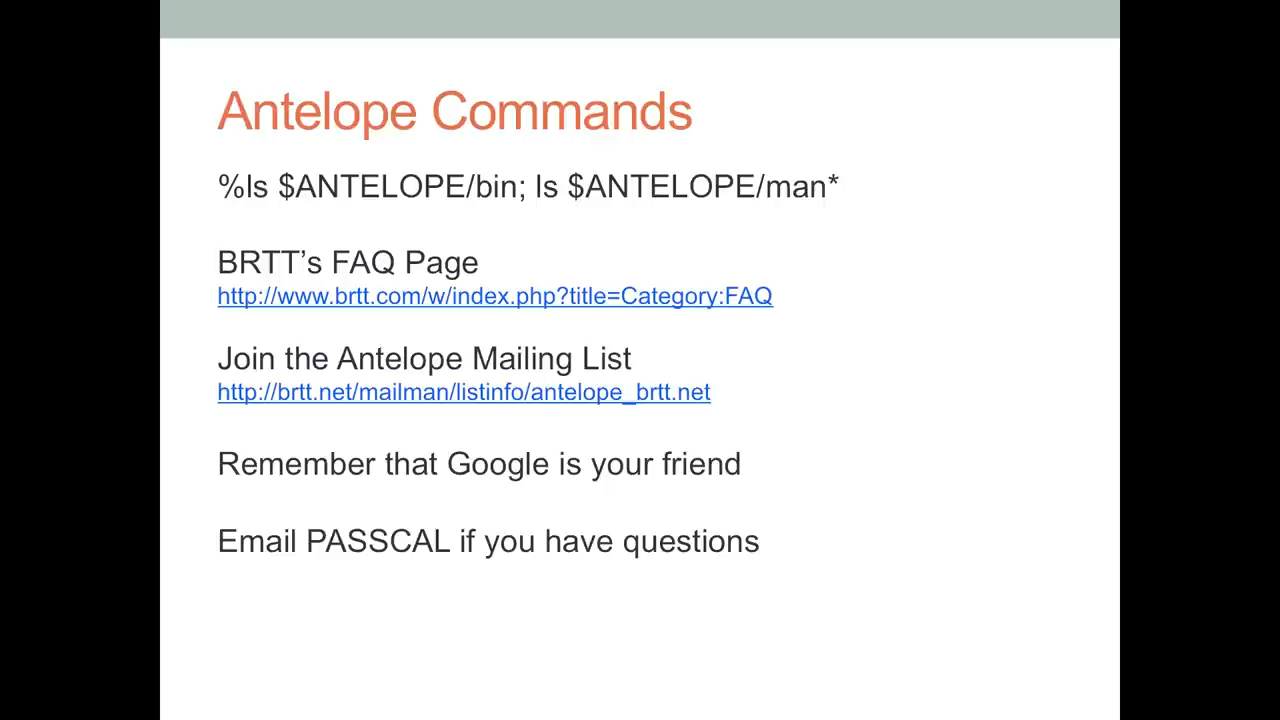 Antelope Commands
%ls $ANTELOPE/bin; ls $ANTELOPE/man*
BRTT’s FAQ Page
http://www.brtt.com/w/index.php?title=Category:FAQ
Join the Antelope Mailing List
http://brtt.net/mailman/listinfo/antelope_brtt.net
Remember that Google is your friend
Email PASSCAL if you have questions